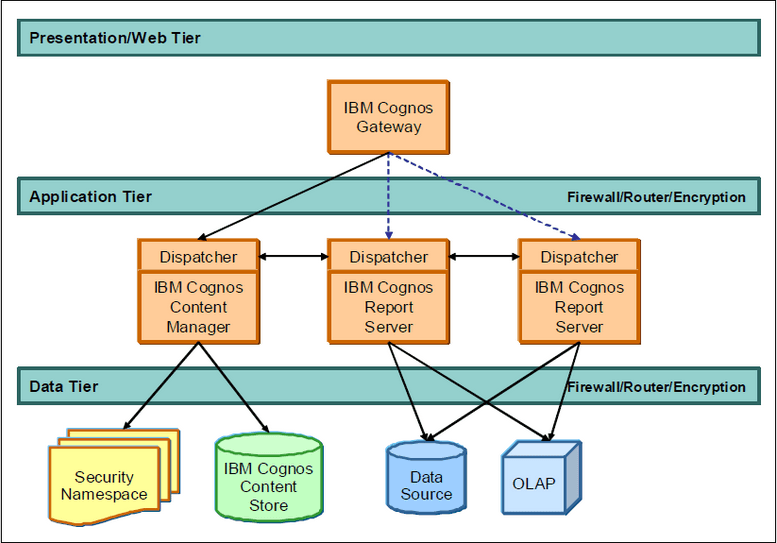 Presentation/Web Tier
IBM Cognos
Gateway
Application Tier
Firewall/Router/Encryption
Dispatcher
IBM Cognos
Content
Manager
Dispatcher
IBM Cognos
Report
Server
Dispatcher
IBM Cognos
Report
Server
Data Tier
Firewall/Router/Encryption
Security
Namespace
IBM Cognos
Content
Store
Data
Source
OLAP